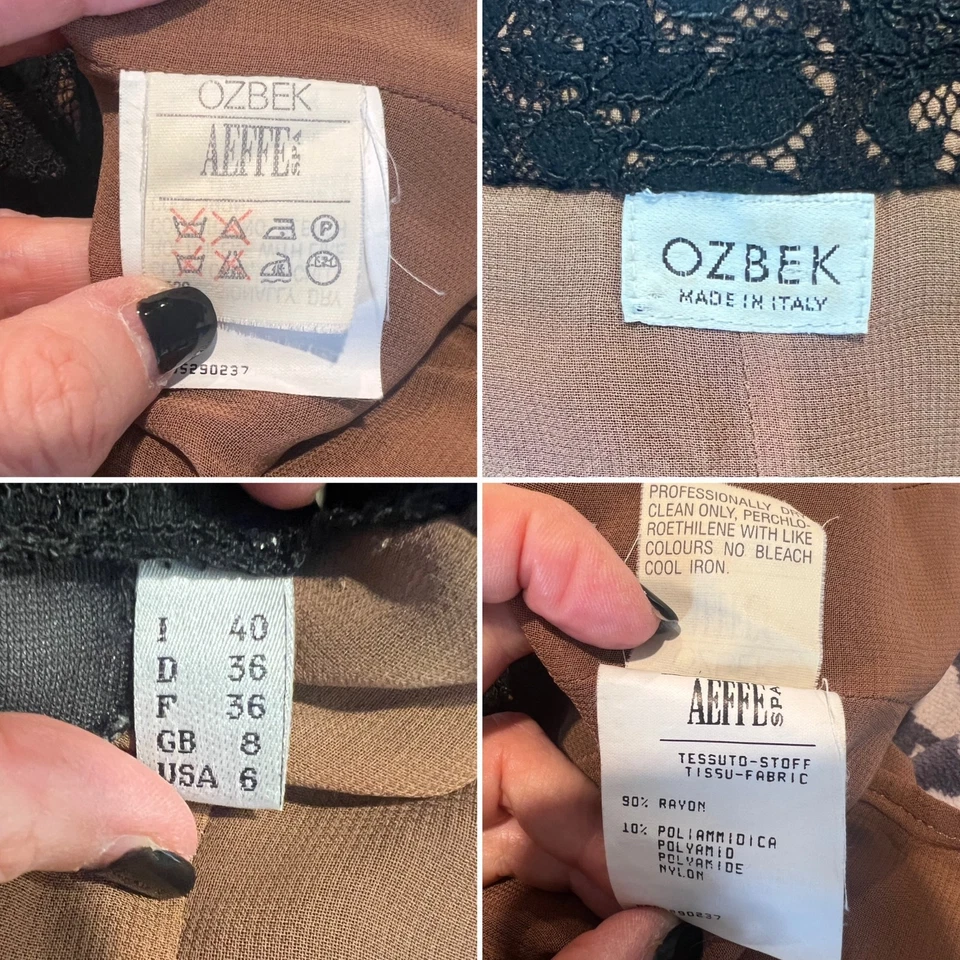 OZBEK
AEFFE SPA
P
290237
OZBEK
MADE IN ITALY
I 40
D 36
F 36
GB 8
USA 6
PROFESSIONALLY DRY
CLEAN ONLY, PERCHLO-
ROETHILENE WITH LIKE
COLOURS NO BLEACH
COOL IRON.
AEFFE SPA
TESSUTO-STOFF
TISSU-FABRIC
90% RAYON
10% POLIAMMIDICA
POLYAMID
POLYAMIDE
NYLON
290237